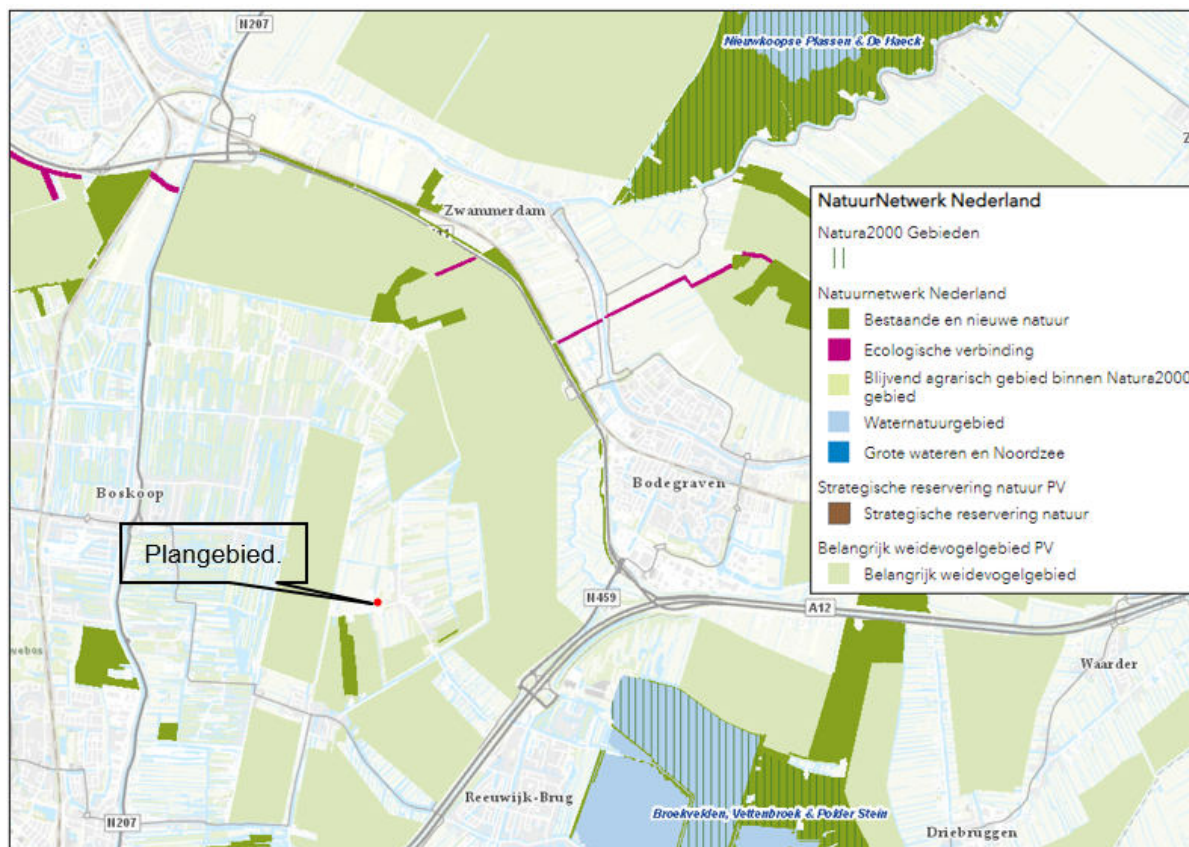 N207
Nieuwkoopse Plassen & De Haeck
Zwammerdam
N11
NatuurNetwerk Nederland
Natura2000 Gebieden
Natuurnetwerk Nederland
Bestaande en nieuwe natuur
Ecologische verbinding
Blijvend agrarisch gebied binnen Natura2000
gebied
Waternatuurgebied
Grote wateren en Noordzee
Strategische reservering natuur PV
Strategische reservering natuur
Belangrijk weidevogelgebied PV
Belangrijk weidevogelgebied
Bodegraven
Boskoop
Plangebied.
N459
A12
Waarder
Reeuwijk-Brug
Broekvelden, Vettenbroek & Polder Stein
N207
Driebruggen